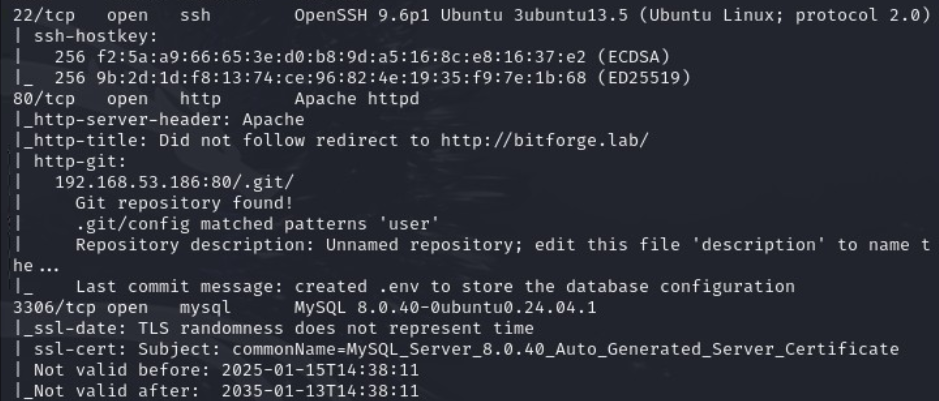 22/tcp   open   ssh       OpenSSH 9.6p1 Ubuntu 3ubuntu13.5 (Ubuntu Linux; protocol 2.0)
| ssh-hostkey:
|   256 f2:5a:a9:66:65:3e:d0:b8:9d:a5:16:8c:e8:16:37:e2 (ECDSA)
|_  256 9b:2d:1d:f8:13:74:ce:96:82:4e:19:35:f9:7e:1b:68 (ED25519)
80/tcp   open   http      Apache httpd
|_http-server-header: Apache
|_http-title: Did not follow redirect to http://bitforge.lab/
| http-git:
|   192.168.53.186:80/.git/
|     Git repository found!
|     .git/config matched patterns 'user'
|     Repository description: Unnamed repository; edit this file 'description' to name t
he...
|_    Last commit message: created .env to store the database configuration
3306/tcp open   mysql     MySQL 8.0.40-0ubuntu0.24.04.1
|_ssl-date: TLS randomness does not represent time
| ssl-cert: Subject: commonName=MySQL_Server_8.0.40_Auto_Generated_Server_Certificate
| Not valid before: 2025-01-15T14:38:11
|_Not valid after:  2035-01-13T14:38:11